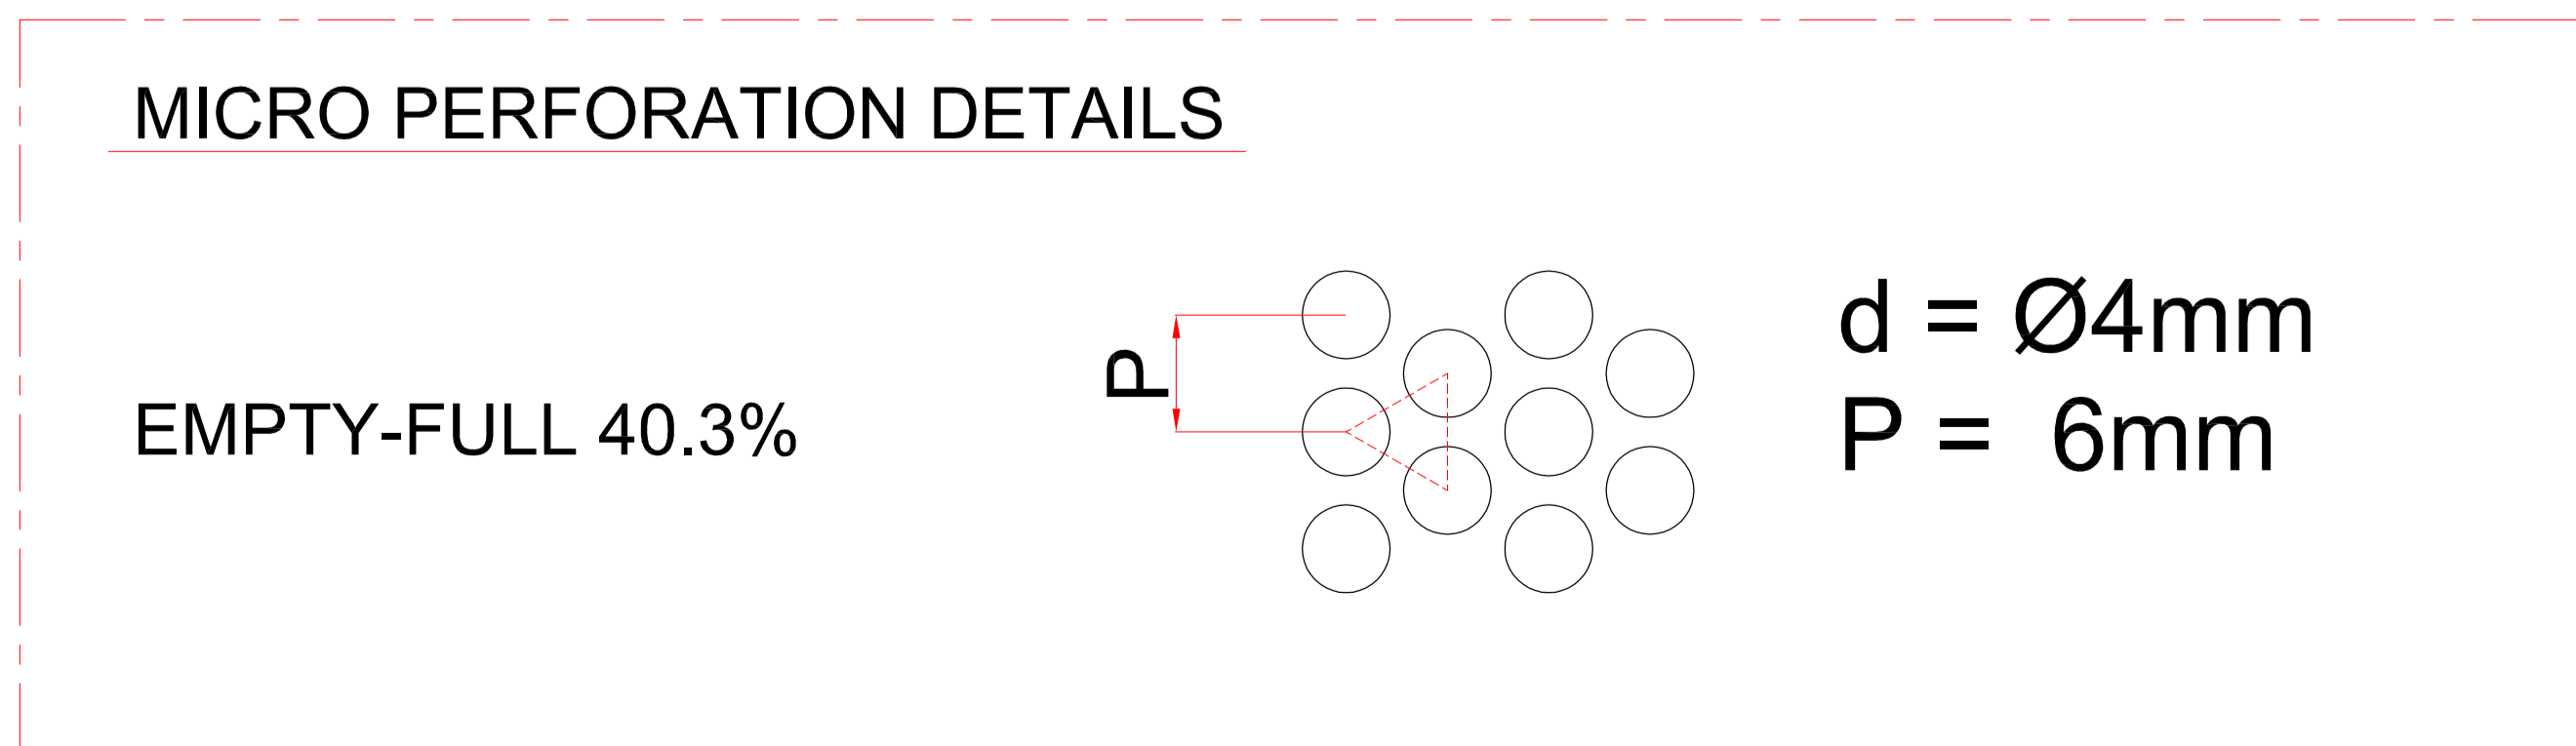 MICRO PERFORATION DETAILS
EMPTY-FULL 40.3%
P
d = Ø4mm
P = 6mm